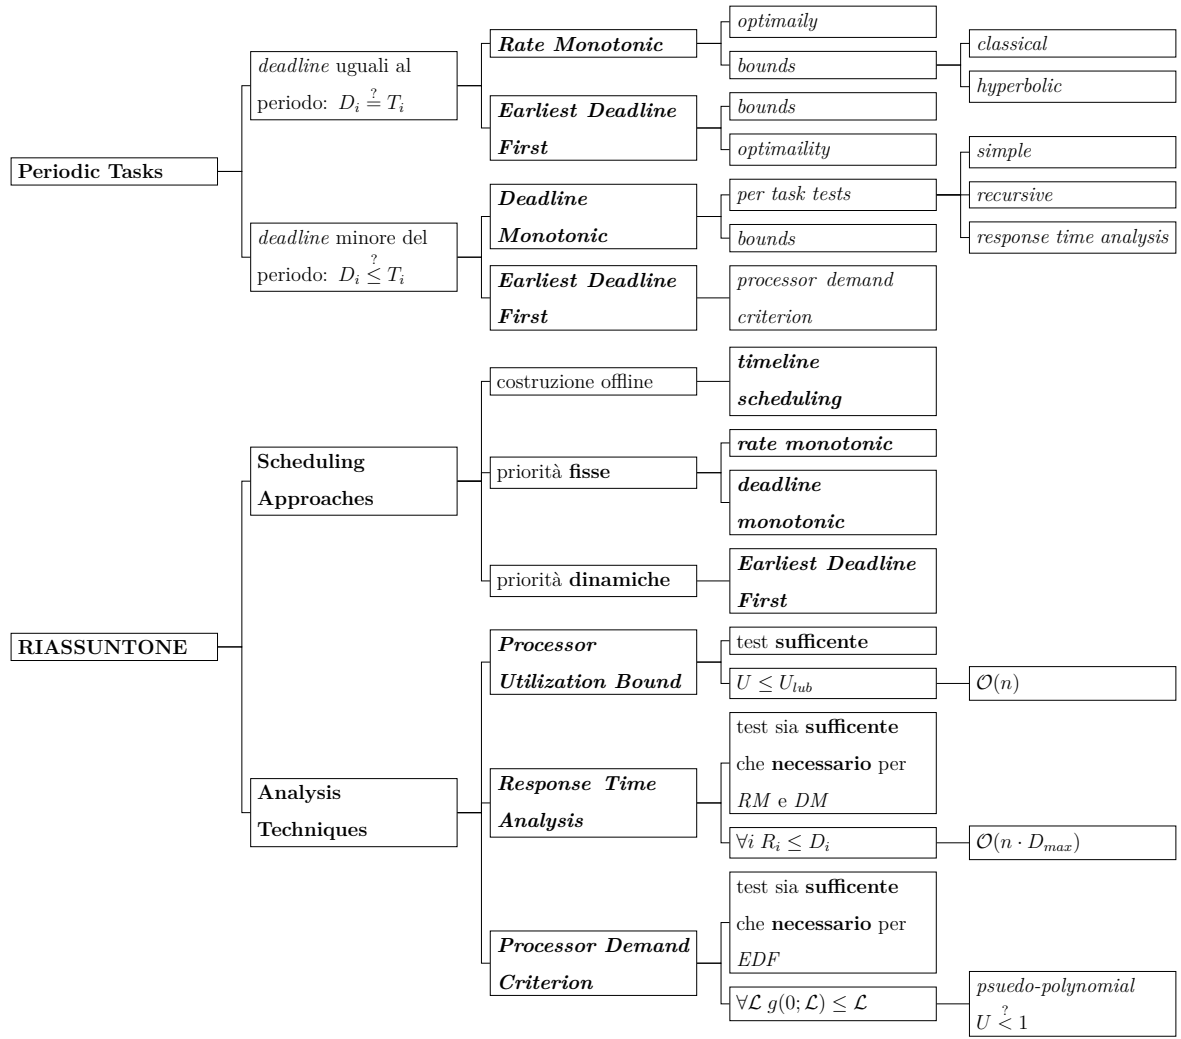 Periodic Tasks
deadline uguali al
periodo: D_i ≟ T_i
Rate Monotonic
optimaily
bounds
classical
hyperbolic
Earliest Deadline
First
bounds
optimaility
deadline minore del
periodo: D_i ≤? T_i
Deadline
Monotonic
per task tests
simple
recursive
response time analysis
bounds
Earliest Deadline
First
processor demand
criterion
RIASSUNTONE
Scheduling
Approaches
costruzione offline
timeline
scheduling
priorità fisse
rate monotonic
deadline
monotonic
priorità dinamiche
Earliest Deadline
First
Analysis
Techniques
Processor
Utilization Bound
test sufficente
U ≤ U_lub
O(n)
Response Time
Analysis
test sia sufficente
che necessario per
RM e DM
∀i R_i ≤ D_i
O(n · D_max)
Processor Demand
Criterion
test sia sufficente
che necessario per
EDF
∀L g(0; L) ≤ L
psuedo-polynomial
U <? 1